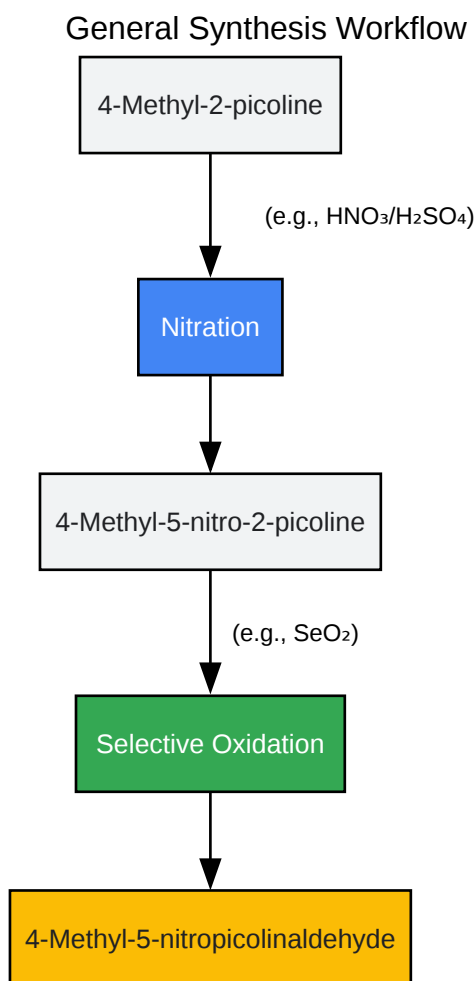 General Synthesis Workflow
4-Methyl-2-picoline
(e.g., HNO₃/H₂SO₄)
Nitration
4-Methyl-5-nitro-2-picoline
(e.g., SeO₂)
Selective Oxidation
4-Methyl-5-nitropicolinaldehyde